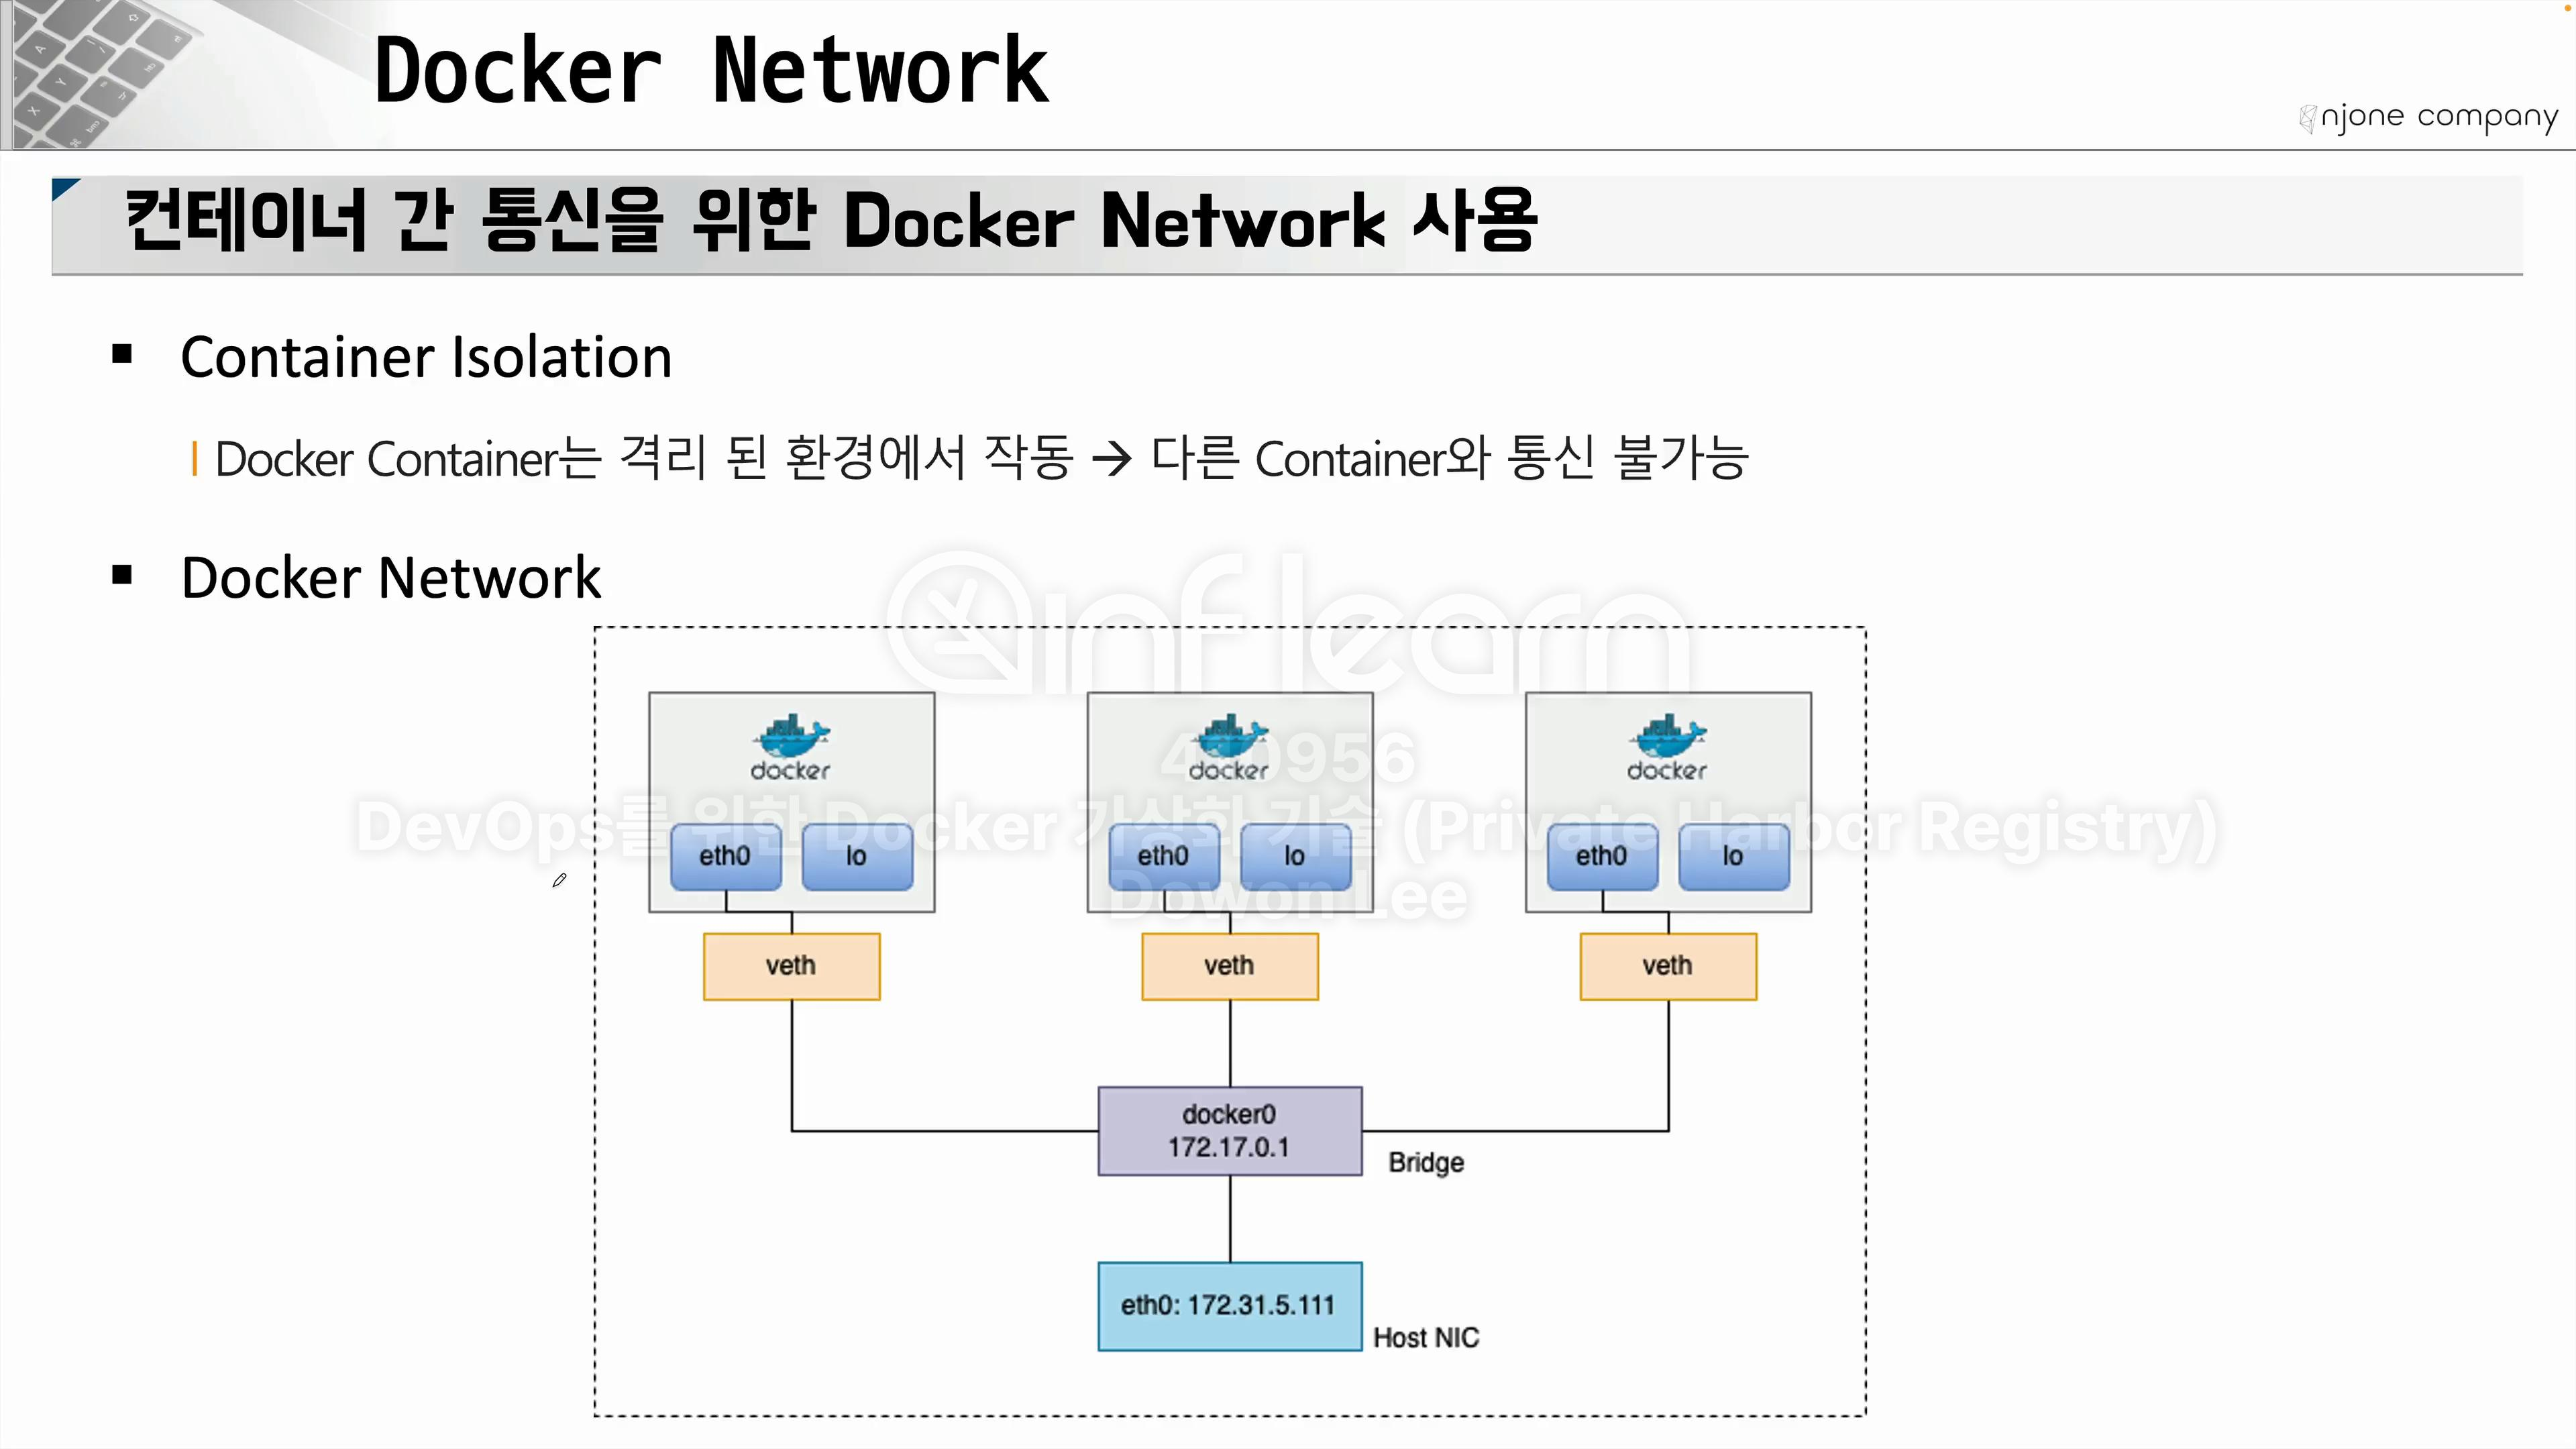 Docker Network
njone company
컨테이너 간 통신을 위한 Docker Network 사용
Container Isolation
Docker Container는 격리 된 환경에서 작동 → 다른 Container와 통신 불가능
Docker Network
inflearn
docker docker docker
0956
DevOps를 위한 Docker 가상화 기술 (Private Harbor Registry)
eth0 lo eth0 lo eth0 lo
Dowon Lee
veth veth veth
docker0
172.17.0.1
Bridge
eth0: 172.31.5.111
Host NIC